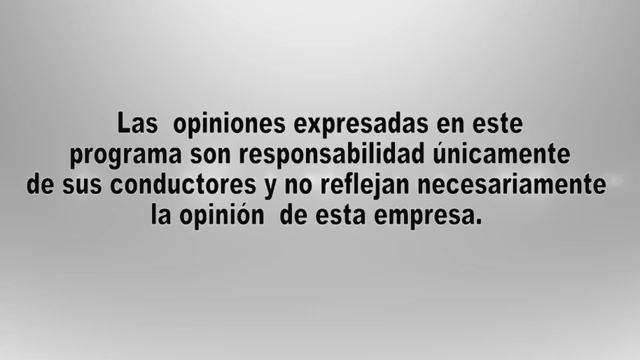 Las opiniones expresadas en este
programa son responsabilidad únicamente
de sus conductores y no reflejan necesariamente
la opinión de esta empresa.